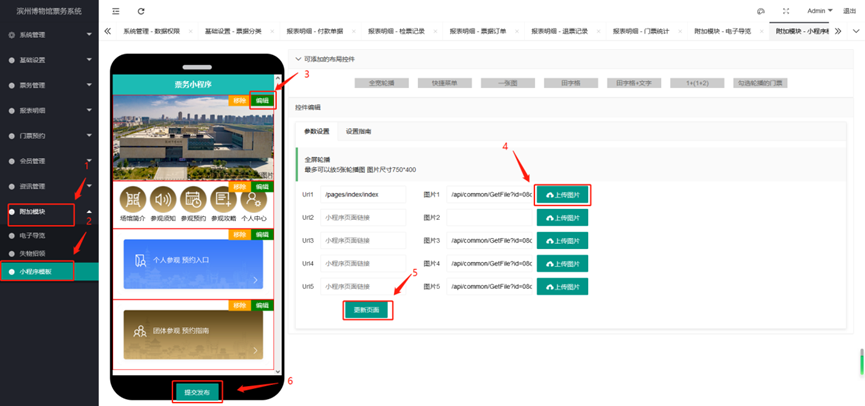 滨州博物馆票务系统
Admin
退出
系统管理 - 数据权限
基础设置 - 票据分类
报表明细 - 付款单据
报表明细 - 检票记录
报表明细 - 票据订单
报表明细 - 退票记录
报表明细 - 门票统计
附加模块 - 电子导览
附加模块 - 小程序模
系统管理
基础设置
票务管理
报表明细
门票预约
会员管理
资讯管理
附加模块
电子导览
失物招领
小程序模板
1
2
票务小程序
移除 编辑
3
移除 编辑
场馆简介 参观须知 参观预约 参观攻略 个人中心
移除 编辑
个人参观 预约入口
移除 编辑
团体参观 预约指南
提交发布
6
可添加的布局控件
全宽轮播 快捷菜单 一张图 田字格 田字格+文字 1+(1+2) 勾选轮播的门票
控件编辑
参数设置 设置指南
全屏轮播
最多可以放5张轮播图 图片尺寸750*400
4
Url1 /pages/index/index 图片1 /api/common/GetFile?id=08c 上传图片
Url2 小程序页面链接 图片2 上传图片
Url3 小程序页面链接 图片3 /api/common/GetFile?id=08c 上传图片
Url4 小程序页面链接 图片4 /api/common/GetFile?id=08c 上传图片
Url5 小程序页面链接 图片5 /api/common/GetFile?id=08c 上传图片
5
更新页面